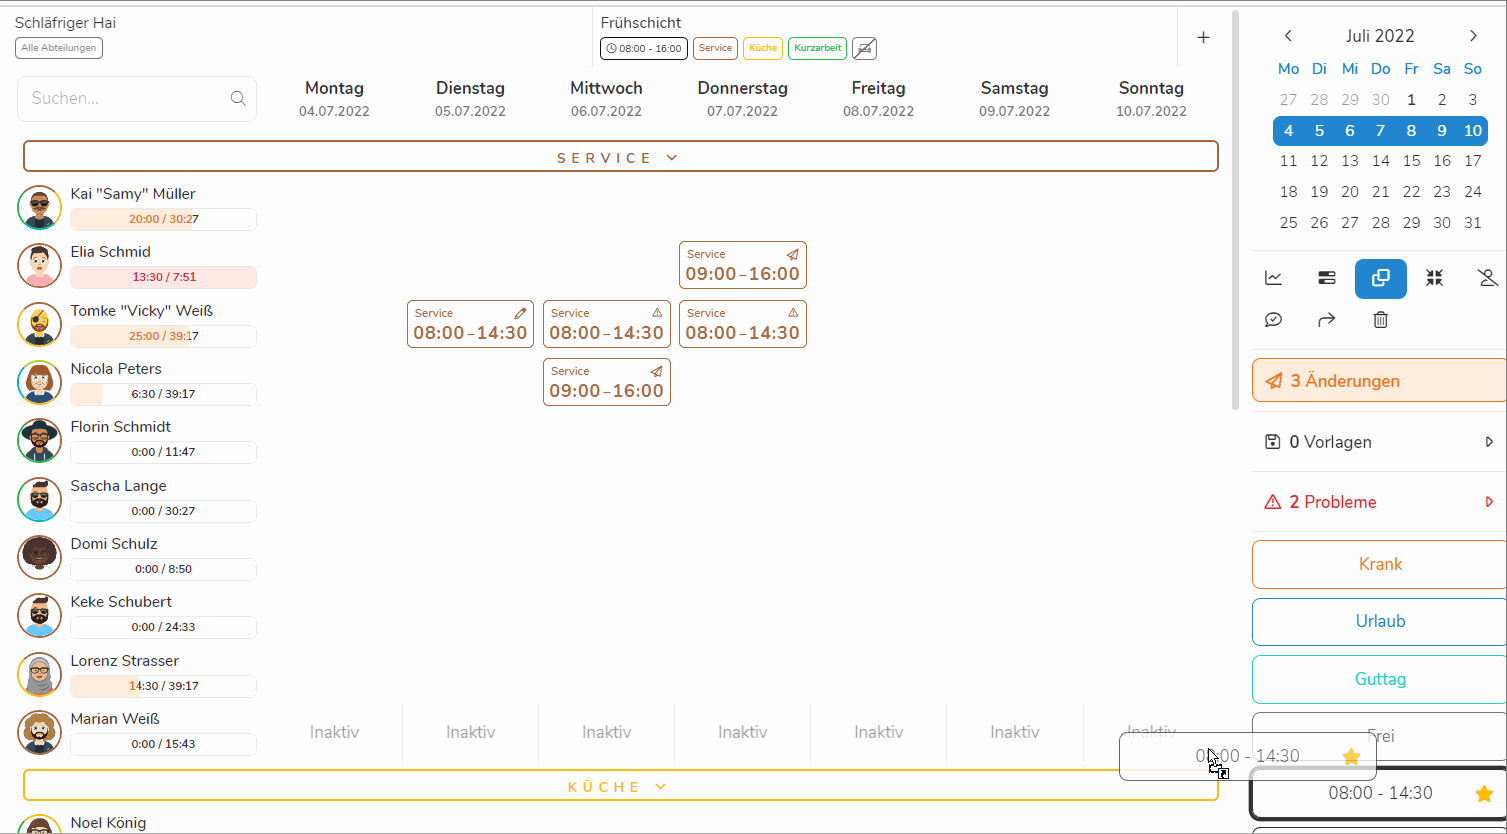 Schläfriger Hai
Alle Abteilungen
Frühschicht
08:00 - 16:00 Service Küche Kurzarbeit
+
Suchen...
Montag Dienstag Mittwoch Donnerstag Freitag Samstag Sonntag
04.07.2022 05.07.2022 06.07.2022 07.07.2022 08.07.2022 09.07.2022 10.07.2022
SERVICE
Kai "Samy" Müller
20:00 / 30:27
Elia Schmid
13:30 / 7:51
Service
09:00–16:00
Tomke "Vicky" Weiß
25:00 / 39:17
Service Service Service
08:00–14:30 08:00–14:30 08:00–14:30
Nicola Peters
6:30 / 39:17
Service
09:00–16:00
Florin Schmidt
0:00 / 11:47
Sascha Lange
0:00 / 30:27
Domi Schulz
0:00 / 8:50
Keke Schubert
0:00 / 24:33
Lorenz Strasser
14:30 / 39:17
Marian Weiß
0:00 / 15:43
Inaktiv Inaktiv Inaktiv Inaktiv Inaktiv Inaktiv Inaktiv
KÜCHE
Noel König
Juli 2022
Mo Di Mi Do Fr Sa So
27 28 29 30 1 2 3
4 5 6 7 8 9 10
11 12 13 14 15 16 17
18 19 20 21 22 23 24
25 26 27 28 29 30 31
3 Änderungen
0 Vorlagen
2 Probleme
Krank
Urlaub
Guttag
Frei
- 14:30
08:00 - 14:30